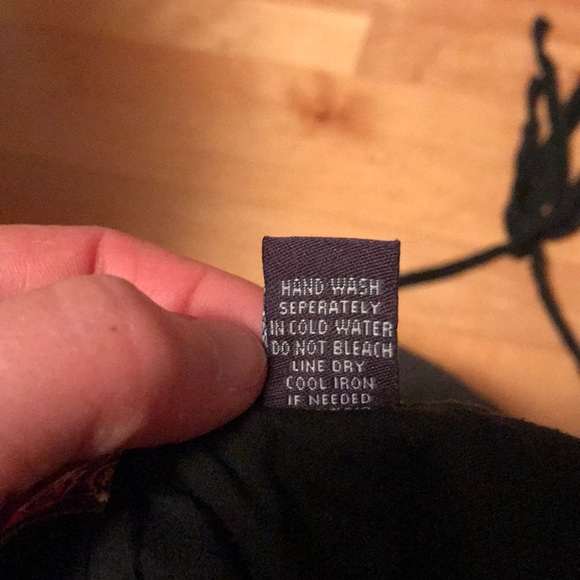 HAND WASH
SEPERATELY
IN COLD WATER
DO NOT BLEACH
LINE DRY
COOL IRON
IF NEEDED